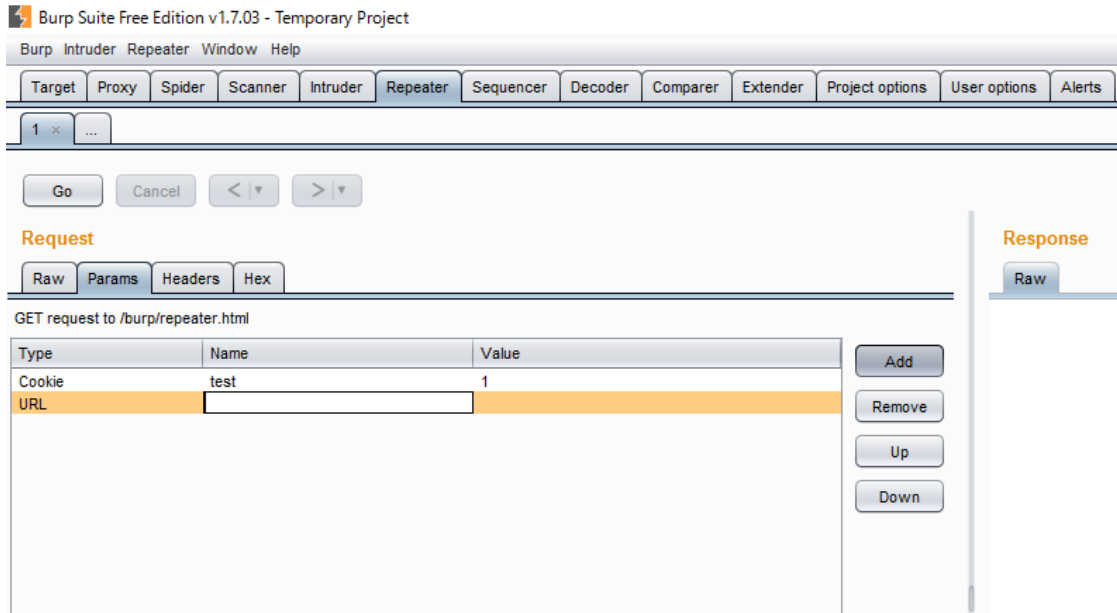 Burp Suite Free Edition v1.7.03 - Temporary Project
Burp Intruder Repeater Window Help
Target Proxy Spider Scanner Intruder Repeater Sequencer Decoder Comparer Extender Project options User options Alerts
1 × ...
Go Cancel < > 
Request Response
Raw Params Headers Hex Raw
GET request to /burp/repeater.html
Type Name Value Add
Cookie test 1
URL Remove
Up
Down